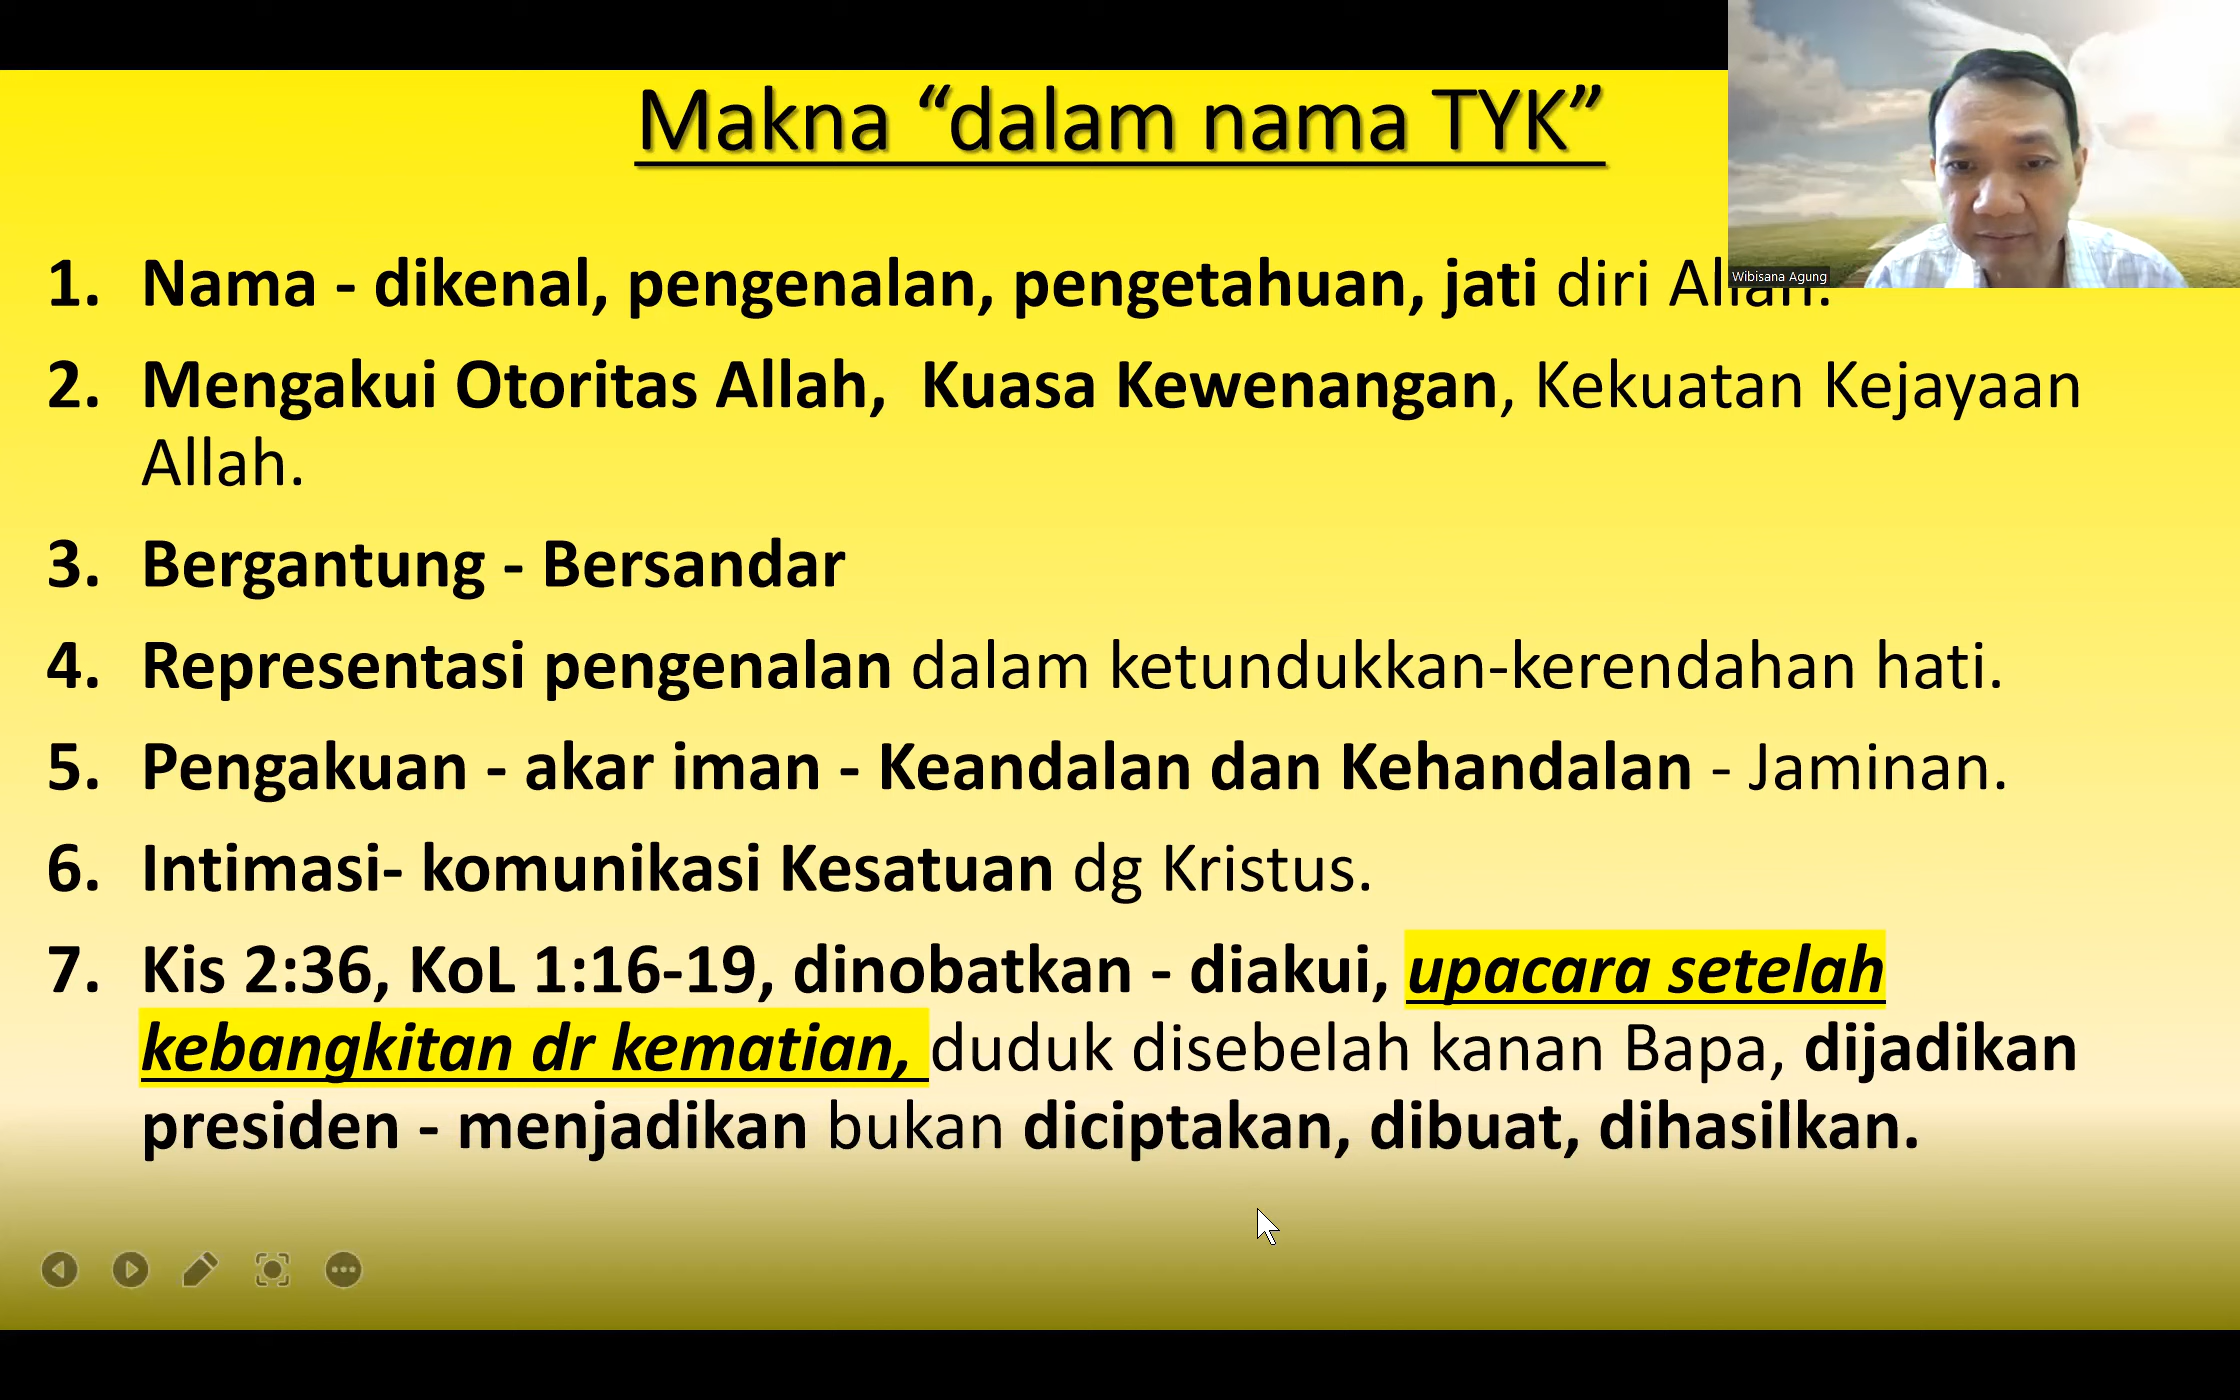 Makna “dalam nama TYK”
Wibisana Agung
1. Nama - dikenal, pengenalan, pengetahuan, jati diri Allah.
2. Mengakui Otoritas Allah,  Kuasa Kewenangan, Kekuatan Kejayaan
Allah.
3. Bergantung - Bersandar
4. Representasi pengenalan dalam ketundukkan-kerendahan hati.
5. Pengakuan - akar iman - Keandalan dan Kehandalan - Jaminan.
6. Intimasi- komunikasi Kesatuan dg Kristus.
7. Kis 2:36, KoL 1:16-19, dinobatkan - diakui, upacara setelah
kebangkitan dr kematian, duduk disebelah kanan Bapa, dijadikan
presiden - menjadikan bukan diciptakan, dibuat, dihasilkan.